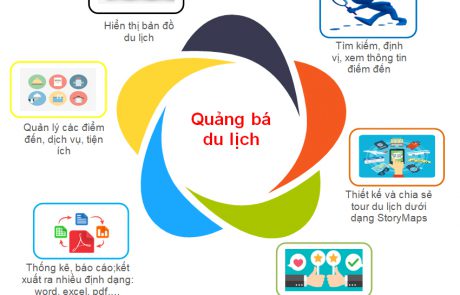 Hiển thị bản đồ
du lịch
Tìm kiếm, định
vị, xem thông tin
điểm đến
Quảng bá
du lịch
Quản lý các điểm
đến, dịch vụ, tiện
ích
Thiết kế và chia sẽ
tour du lịch dưới
dạng StoryMaps
Thống kê, báo cáo;kết
xuất ra nhiều định dạng:
word, excel, pdf,...